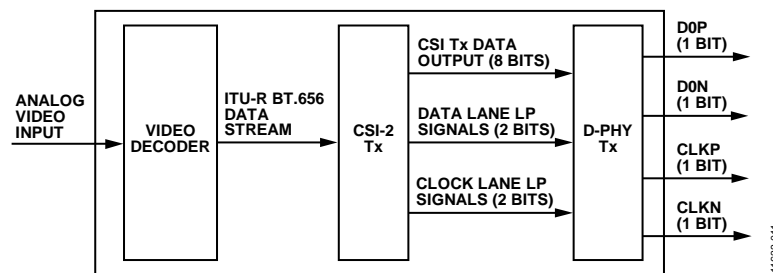 ANALOG
VIDEO
INPUT
VIDEO
DECODER
ITU-R BT.656
DATA
STREAM
CSI-2
Tx
CSI Tx DATA
OUTPUT (8 BITS)
DATA LANE LP
SIGNALS (2 BITS)
CLOCK LANE LP
SIGNALS (2 BITS)
D-PHY
Tx
D0P
(1 BIT)
D0N
(1 BIT)
CLKP
(1 BIT)
CLKN
(1 BIT)